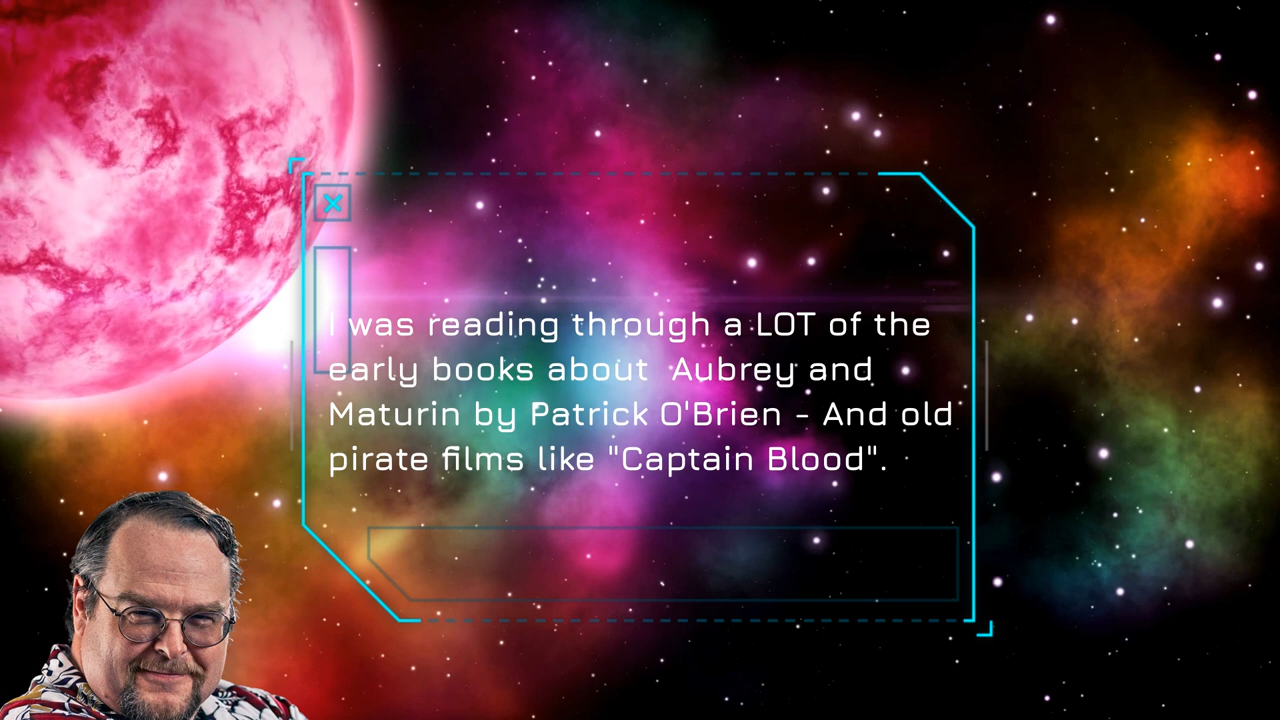 I was reading through a LOT of the
early books about  Aubrey and
Maturin by Patrick O'Brien - And old
pirate films like "Captain Blood".